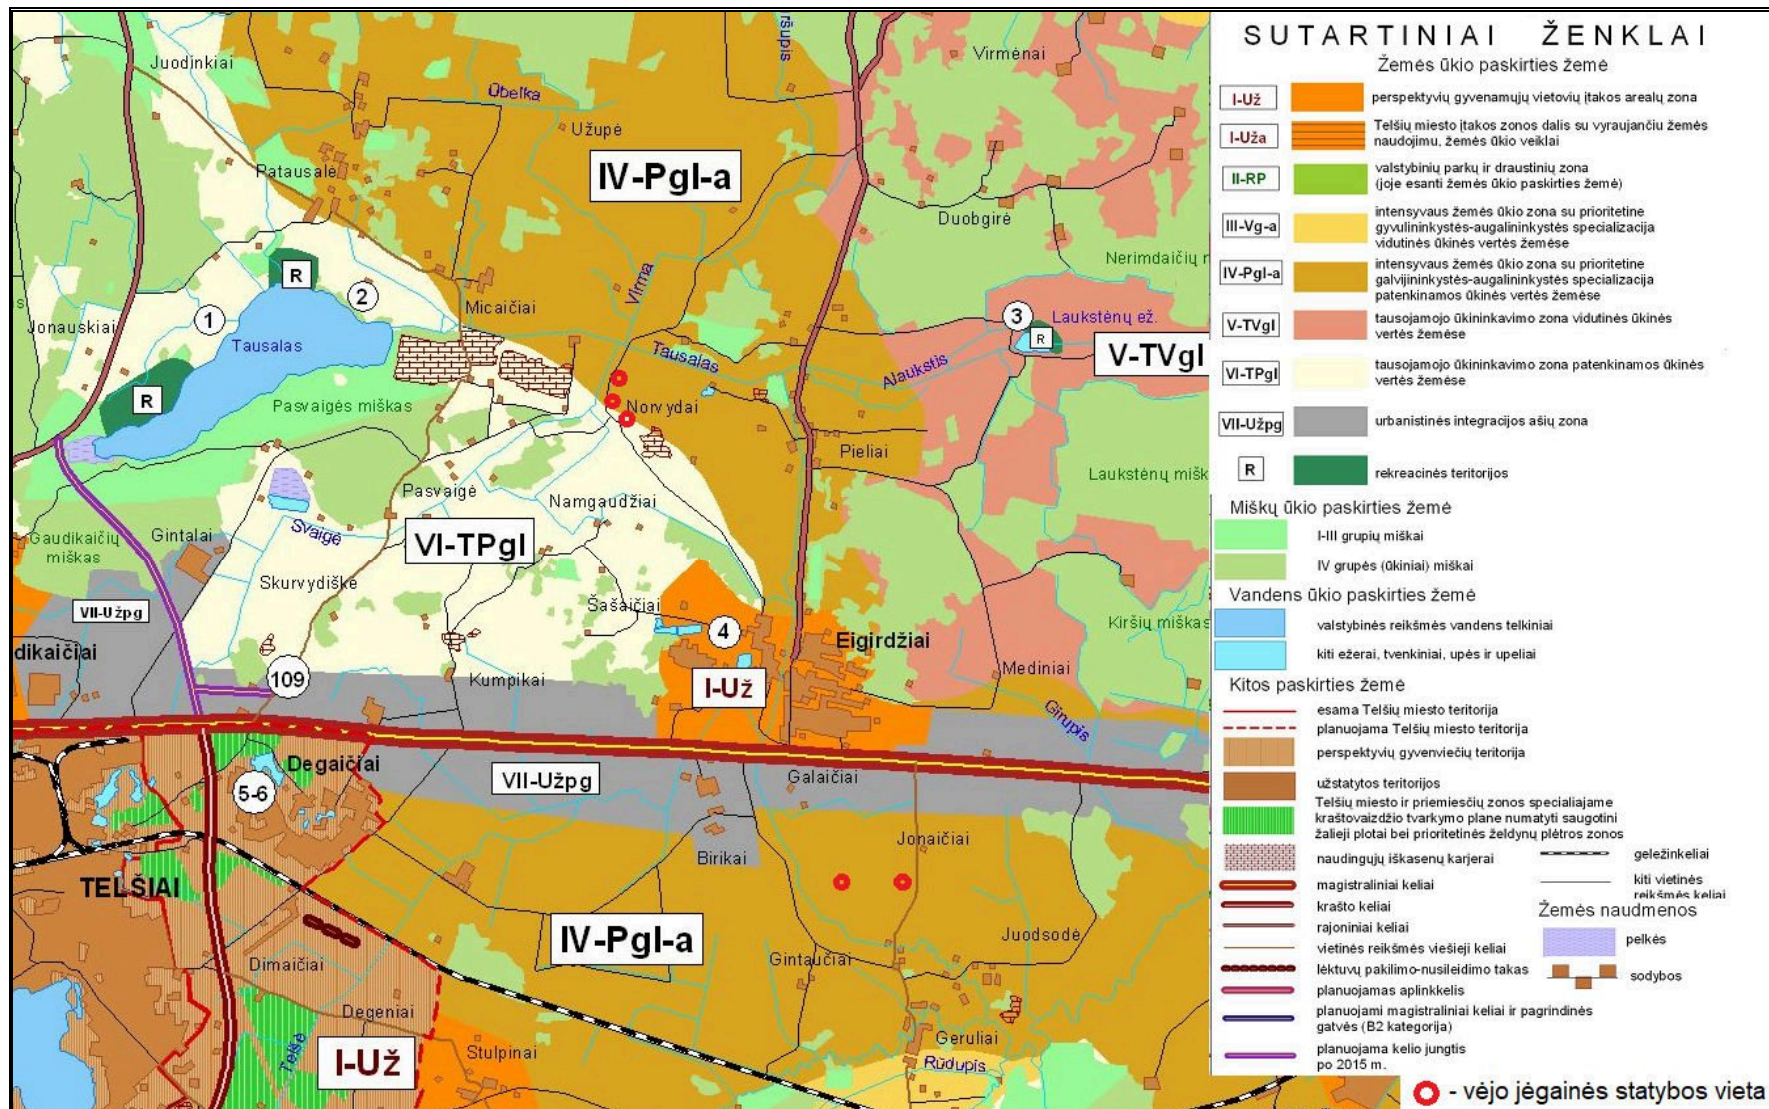 Juodinkiai
ršupis
Virmėnai
Ūbelka
Užupė
Patausalė
IV-Pgl-a
Duobgirė
Nerimdaičių
R
2
1
Virma
Micaičiai
3
Laukstėnų ež.
Jonauskiai
Tausalas
R
Tausalas
Alaukstis
V-TVgl
R
Pasvaigės miškas
Norvydai
Pieliai
Laukstėnų mišk
Pasvaigė
Namgaudžiai
Gaudikaičių
miškas
Gintalai
Svaigė
VI-TPgl
Skurvydiškė
VII-Užpg
Šašaičiai
4
Eigirdžiai
Kiršių miškas
dikaičiai
109
Kumpikai
I-Už
Mediniai
Girupis
Degaičiai
5-6
VII-Užpg
Galaičiai
Jonaičiai
Birikai
TELŠIAI
IV-Pgl-a
Juodsodė
Dimaičiai
Gintaučiai
Degeniai
Telšė
I-Už
Stulpinai
Geruliai
Rūdupis
SUTARTINIAI ŽENKLAI
Žemės ūkio paskirties žemė
I-Už perspektyvių gyvenamųjų vietovių įtakos arealų zona
I-Uža Telšių miesto įtakos zonos dalis su vyraujančiu žemės
naudojimu, žemės ūkio veiklai
II-RP valstybinių parkų ir draustinių zona
(joje esanti žemės ūkio paskirties žemė)
III-Vg-a intensyvaus žemės ūkio zona su prioritetine
gyvulininkystės-augalininkystės specializacija
vidutinės ūkinės vertės žemėse
IV-Pgl-a intensyvaus žemės ūkio zona su prioritetine
galvijininkystės-augalininkystės specializacija
patenkinamos ūkinės vertės žemėse
V-TVgl tausojamojo ūkininkavimo zona vidutinės ūkinės
vertės žemėse
VI-TPgl tausojamojo ūkininkavimo zona patenkinamos ūkinės
vertės žemėse
VII-Užpg urbanistinės integracijos ašių zona
R rekreacinės teritorijos
Miškų ūkio paskirties žemė
I-III grupių miškai
IV grupės (ūkiniai) miškai
Vandens ūkio paskirties žemė
valstybinės reikšmės vandens telkiniai
kiti ežerai, tvenkiniai, upės ir upeliai
Kitos paskirties žemė
esama Telšių miesto teritorija
planuojama Telšių miesto teritorija
perspektyvių gyvenviečių teritorija
užstatytos teritorijos
Telšių miesto ir priemiesčių zonos specialiajame
kraštovaizdžio tvarkymo plane numatyti saugotini
žalieji plotai bei prioritetinės želdynų plėtros zonos
naudingųjų iškasenų karjerai
magistraliniai keliai
krašto keliai
rajoniniai keliai
vietinės reikšmės viešieji keliai
lėktuvų pakilimo-nusileidimo takas
planuojamas aplinkkelis
planuojami magistraliniai keliai ir pagrindinės
gatvės (B2 kategorija)
planuojama kelio jungtis
po 2015 m.
geležinkeliai
kiti vietinės
reikšmės keliai
Žemės naudmenos
pelkės
sodybos
- vėjo jėgainės statybos vieta